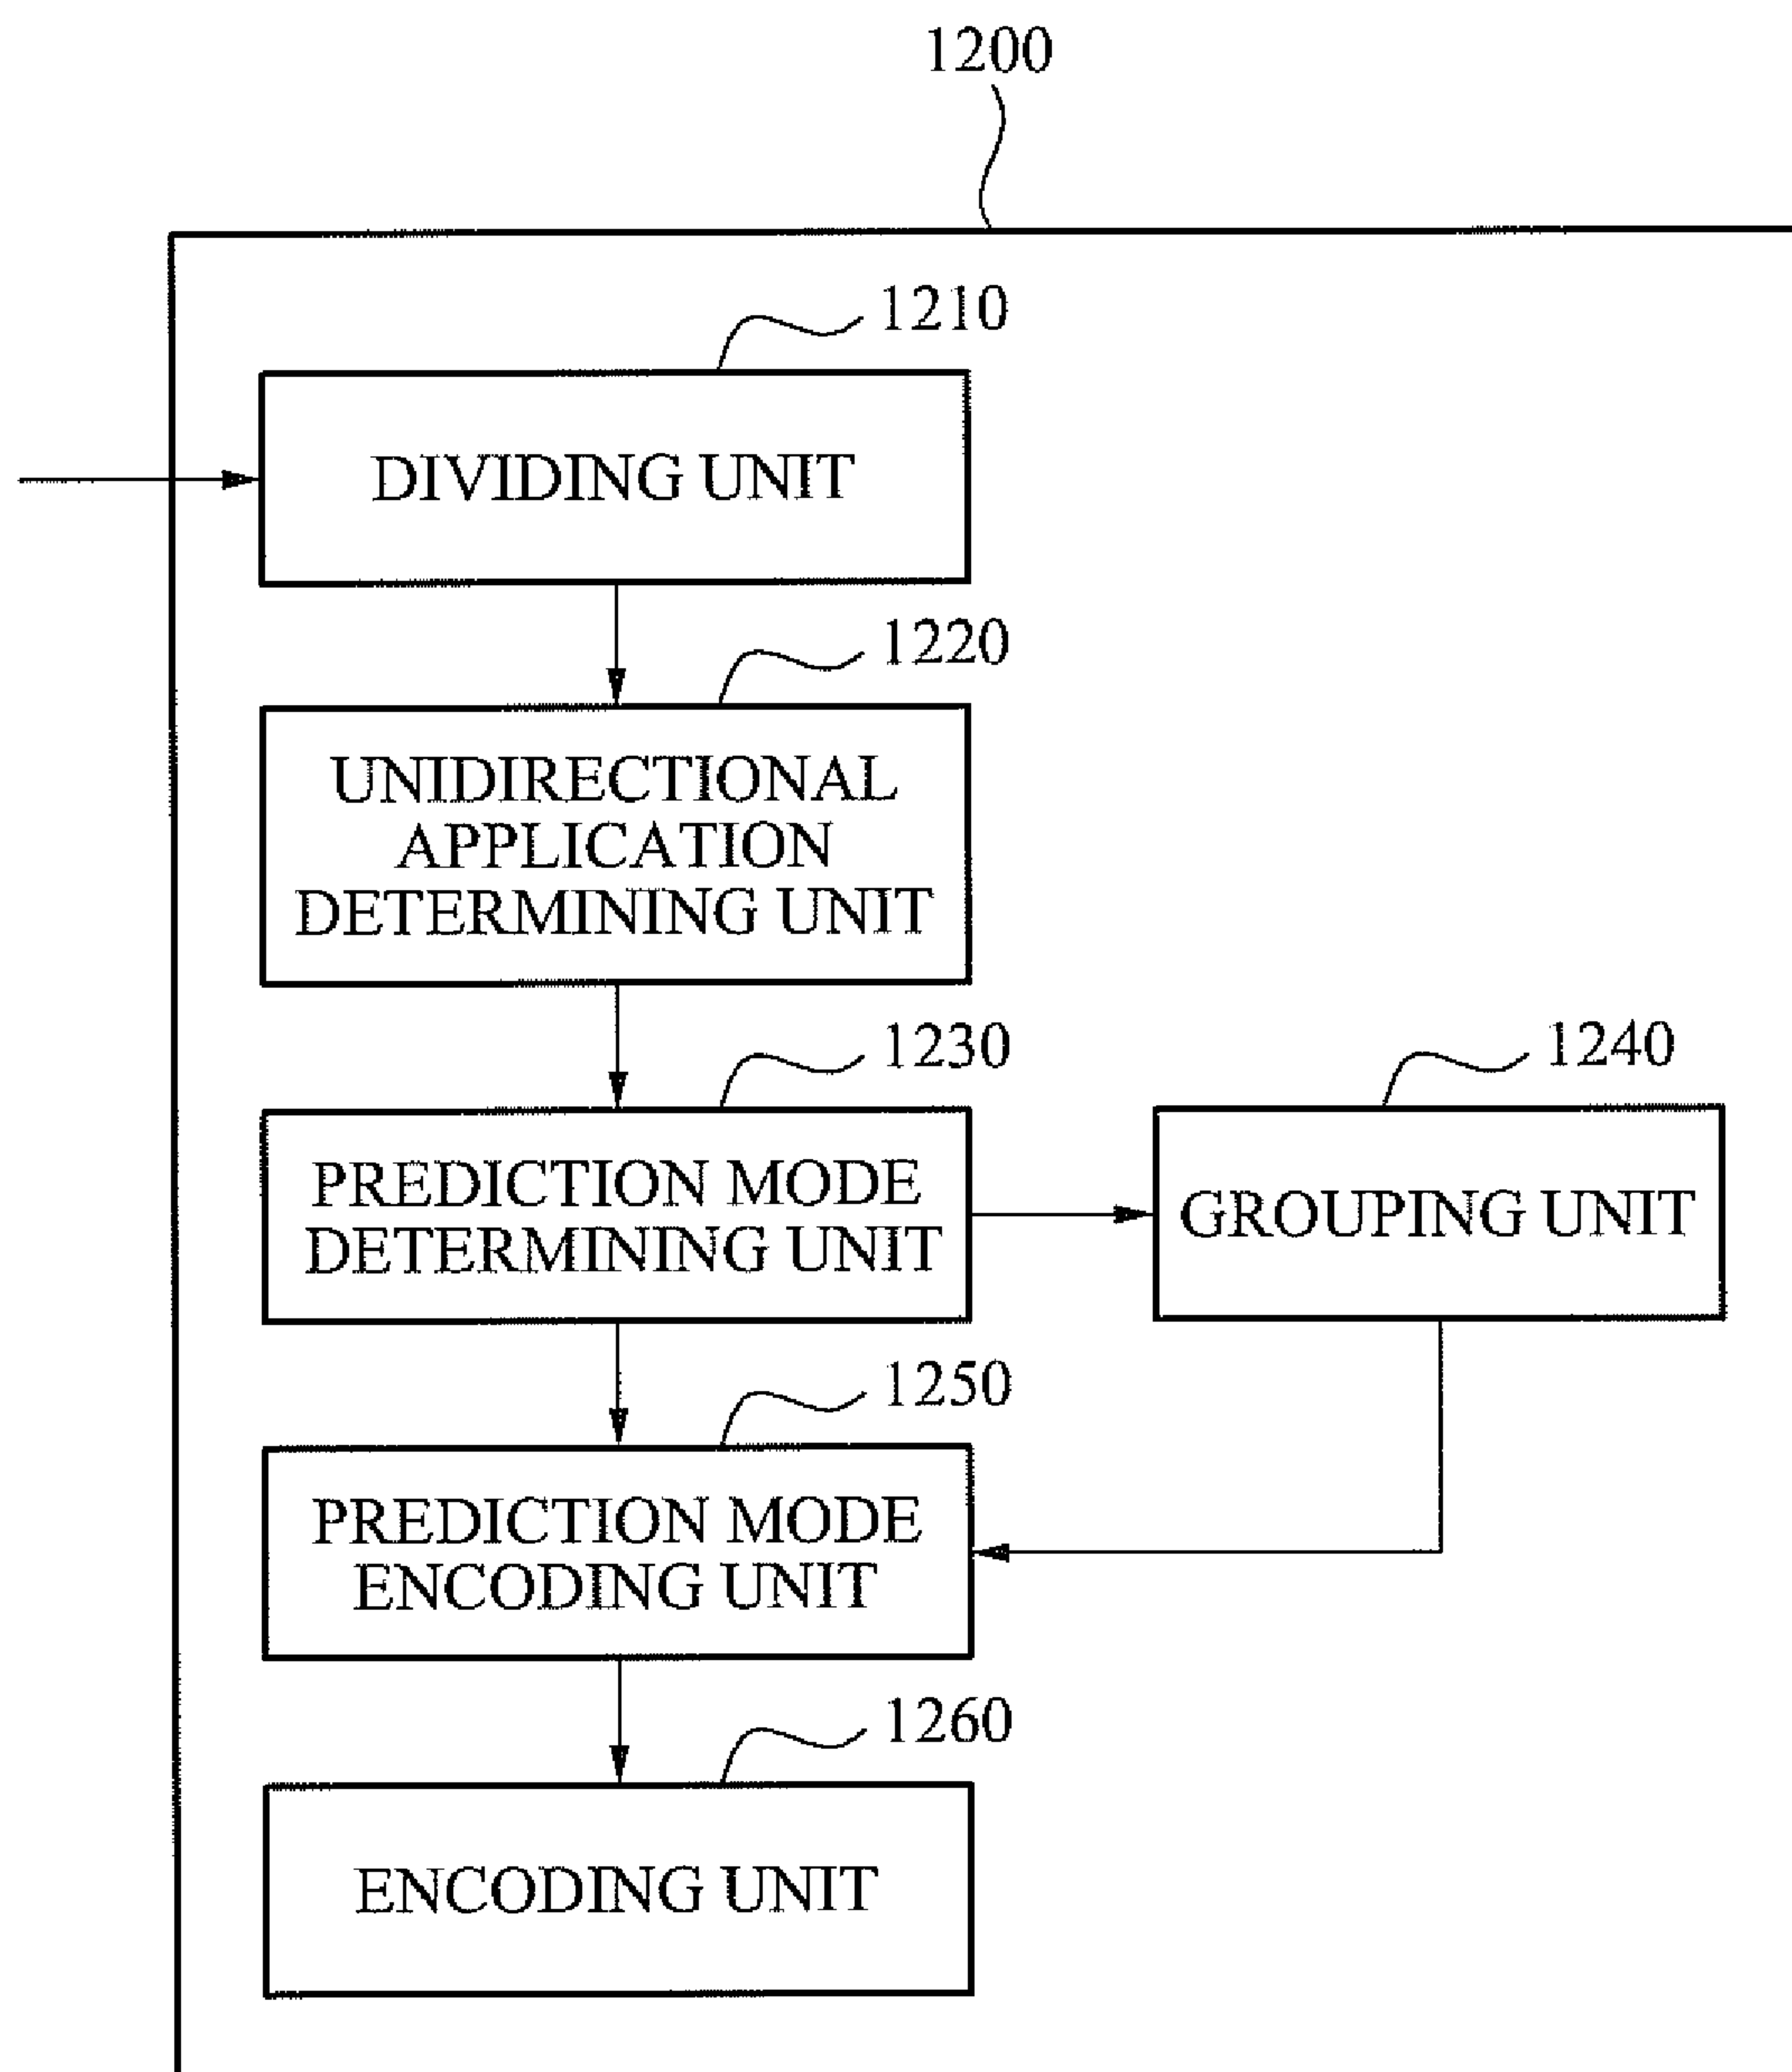 1200
1210
DIVIDING UNIT
1220
UNIDIRECTIONAL
APPLICATION
DETERMINING UNIT
1230
PREDICTION MODE
DETERMINING UNIT
1240
GROUPING UNIT
1250
PREDICTION MODE
ENCODING UNIT
1260
ENCODING UNIT